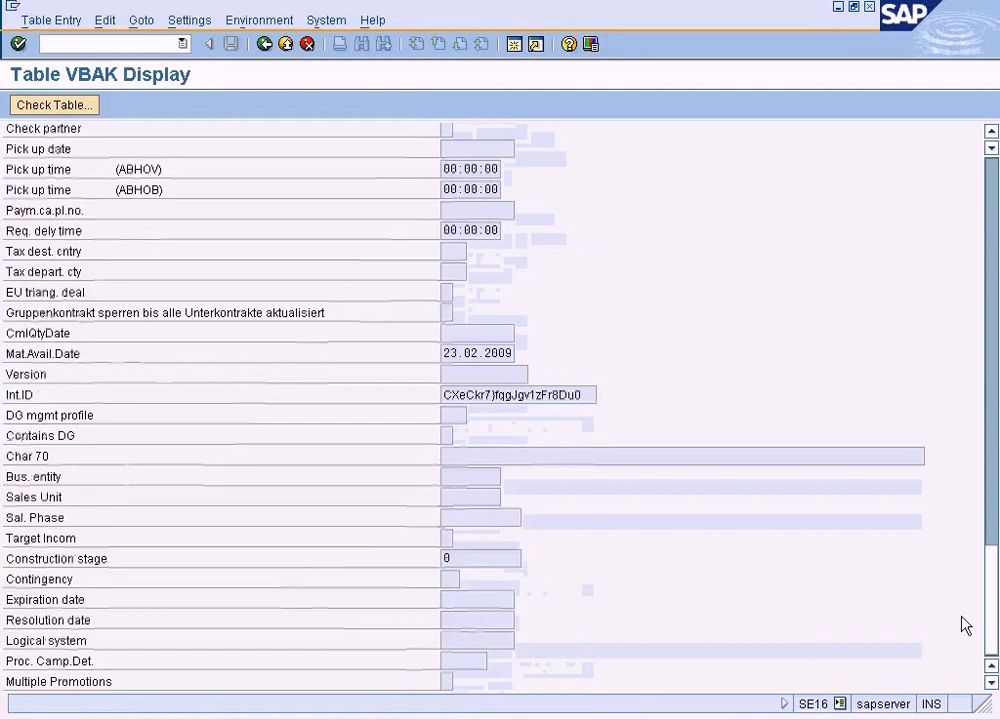 Table Entry Edit Goto Settings Environment System Help
SAP
Table VBAK Display
Check Table...
Check partner
Pick up date
Pick up time (ABHOV) 00:00:00
Pick up time (ABHOB) 00:00:00
Paym.ca.pl.no.
Req. dely time 00:00:00
Tax dest. cntry
Tax depart. cty
EU triang. deal
Gruppenkontrakt sperren bis alle Unterkontrakte aktualisiert
CmlQtyDate
Mat.Avail.Date 23.02.2009
Version
Int.ID CXeCkr7}fqgJgv1zFr8Du0
DG mgmt profile
Contains DG
Char 70
Bus. entity
Sales Unit
Sal. Phase
Target Incom
Construction stage 0
Contingency
Expiration date
Resolution date
Logical system
Proc. Camp.Det.
Multiple Promotions
SE16 sapserver INS